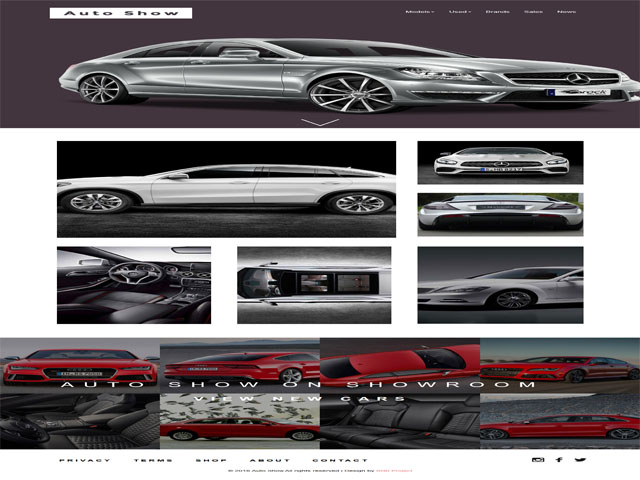 Auto Show
Models Used Brands Sales News
AUTO SHOW ON SHOWROOM
VIEW NEW CARS
PRIVACY TERMS SHOP ABOUT CONTACT
© 2016 Auto Show All rights reserved | Design by